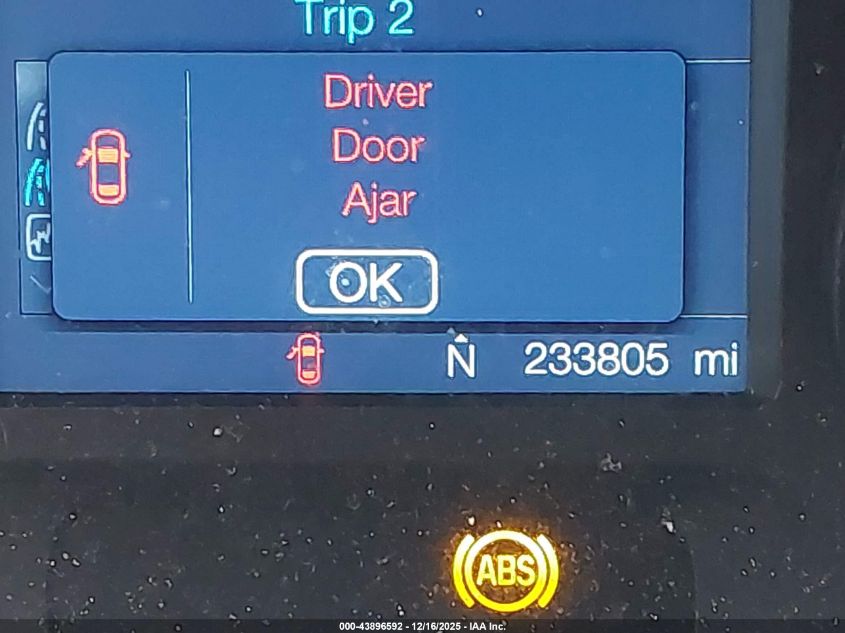 Trip 2
Driver
Door
Ajar
OK
N 233805 mi
ABS
000-43896592 - 12/16/2025 - IAA Inc.